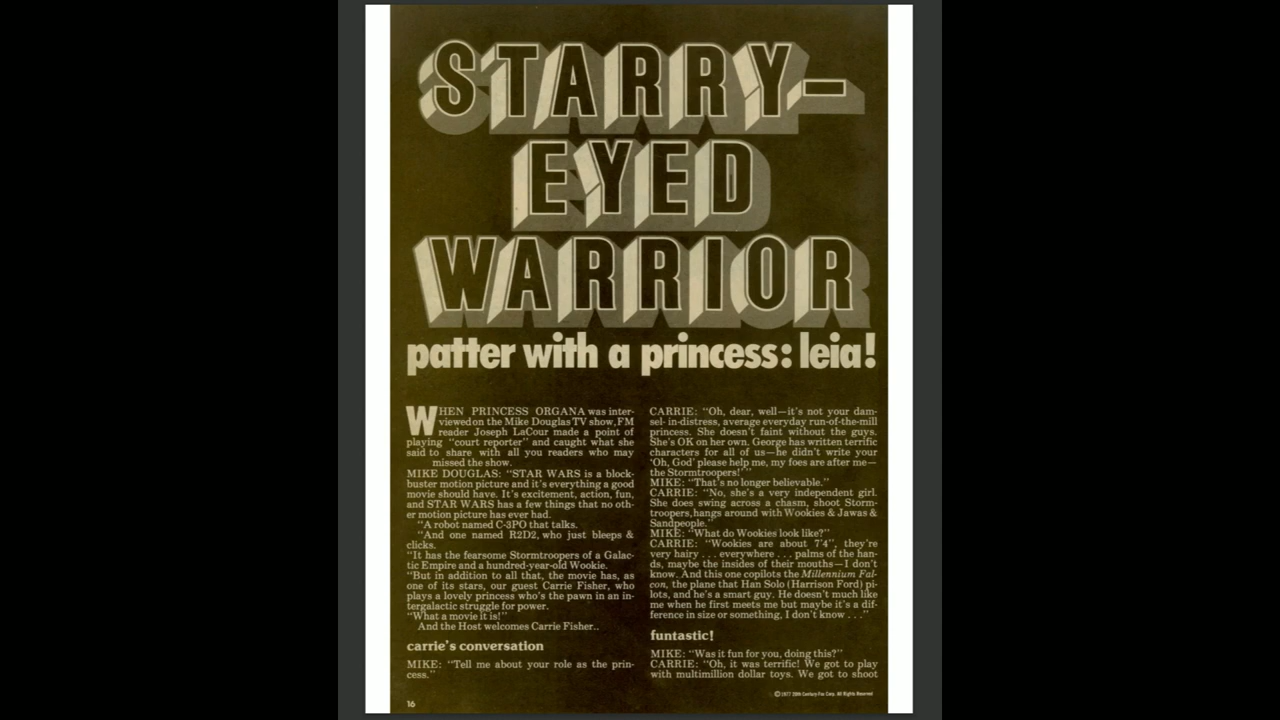 STARRY-
EYED
WARRIOR
patter with a princess: leia!
WHEN PRINCESS ORGANA was inter-
viewed on the Mike Douglas TV show, FM
reader Joseph LaCour made a point of
playing "court reporter" and caught what she
said to share with all you readers who may
missed the show.
MIKE DOUGLAS: "STAR WARS is a block-
buster motion picture and it's everything a good
movie should have. It's excitement, action, fun,
and STAR WARS has a few things that no oth-
er motion picture has ever had.
"A robot named C-3PO that talks.
"And one named R2D2, who just bleeps &
clicks.
"It has the fearsome Stormtroopers of a Galac-
tic Empire and a hundred-year-old Wookie.
"But in addition to all that, the movie has, as
one of its stars, our guest Carrie Fisher, who
plays a lovely princess who's the pawn in an in-
tergalactic struggle for power.
"What a movie it is!"
And the Host welcomes Carrie Fisher..
carrie's conversation
MIKE: "Tell me about your role as the prin-
cess."
CARRIE: "Oh, dear, well—it's not your dam-
sel- in-distress, average everyday run-of-the-mill
princess. She doesn't faint without the guys.
She's OK on her own. George has written terrific
characters for all of us—he didn't write your
'Oh, God' please help me, my foes are after me—
the Stormtroopers!'"
MIKE: "That's no longer believable."
CARRIE: "No, she's a very independent girl.
She does swing across a chasm, shoot Storm-
troopers, hangs around with Wookies & Jawas &
Sandpeople."
MIKE: "What do Wookies look like?"
CARRIE: "Wookies are about 7'4", they're
very hairy . . . everywhere . . . palms of the han-
ds, maybe the insides of their mouths—I don't
know. And this one copilots the Millennium Fal-
con, the plane that Han Solo (Harrison Ford) pi-
lots, and he's a smart guy. He doesn't much like
me when he first meets me but maybe it's a dif-
ference in size or something, I don't know . . ."
funtastic!
MIKE: "Was it fun for you, doing this?"
CARRIE: "Oh, it was terrific! We got to play
with multimillion dollar toys. We got to shoot
© 1977 20th Century-Fox Corp. All Rights Reserved
16